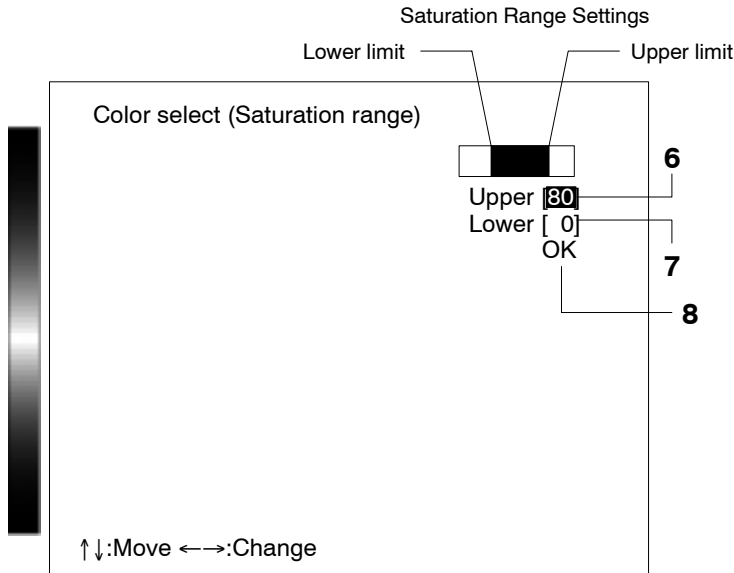 Saturation Range Settings
Lower limit
Upper limit
Color select (Saturation range)
6
Upper [80]
Lower [ 0]
OK
7
8
↑↓:Move ←→:Change